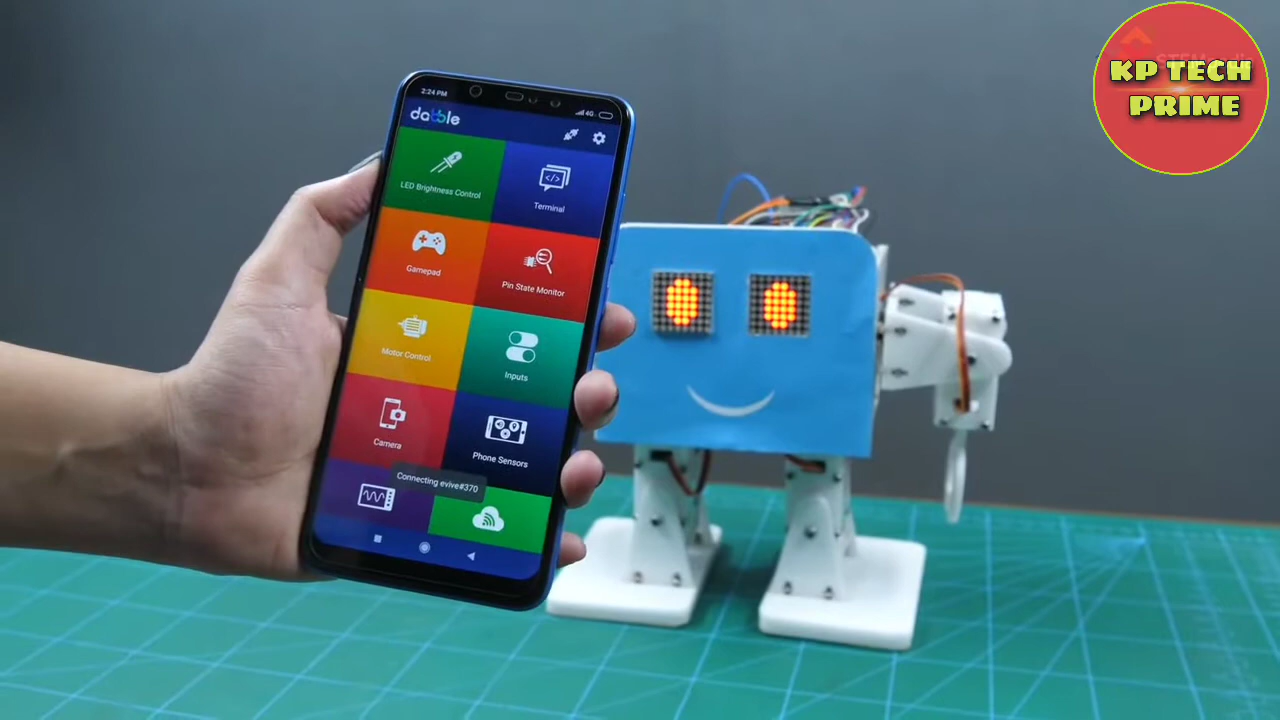 2:24 PM
4G
dabble
LED Brightness Control
Terminal
Gamepad
Pin State Monitor
Motor Control
Inputs
Camera
Phone Sensors
Connecting evive#370
KP TECH
PRIME